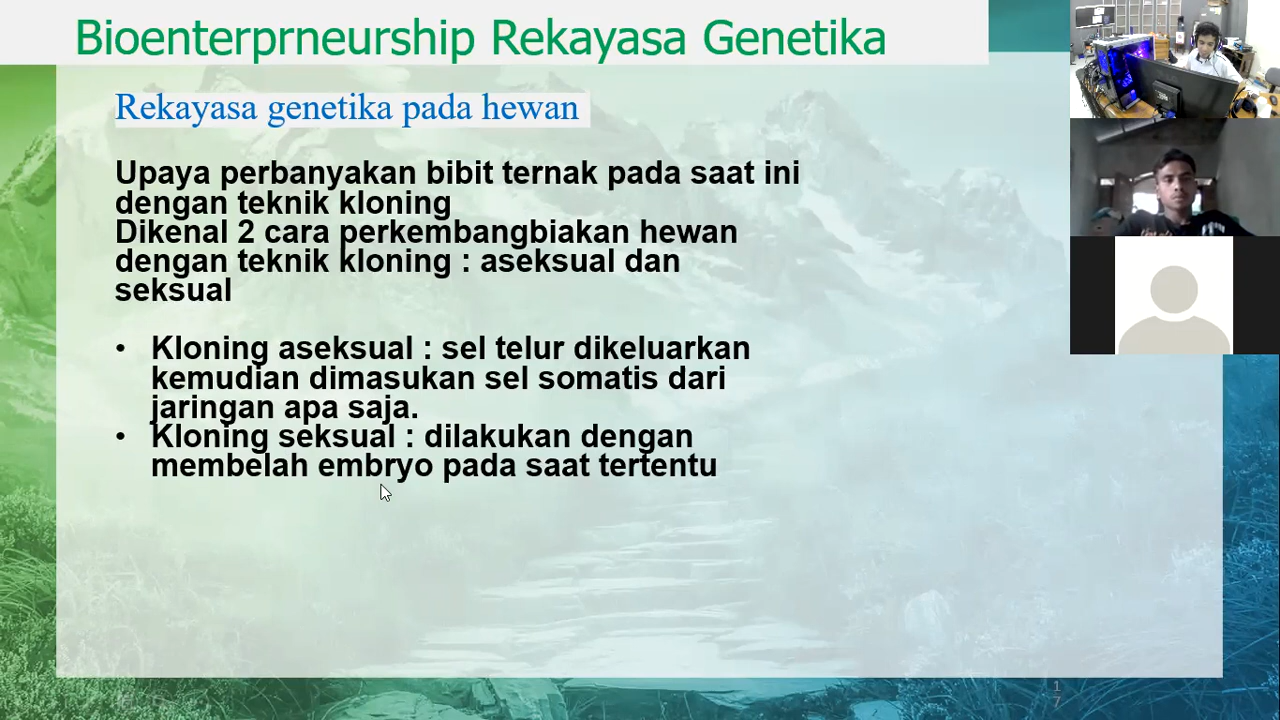 Bioenterprneurship Rekayasa Genetika
Rekayasa genetika pada hewan
Upaya perbanyakan bibit ternak pada saat ini
dengan teknik kloning
Dikenal 2 cara perkembangbiakan hewan
dengan teknik kloning : aseksual dan
seksual
• Kloning aseksual : sel telur dikeluarkan
kemudian dimasukan sel somatis dari
jaringan apa saja.
• Kloning seksual : dilakukan dengan
membelah embryo pada saat tertentu
1
7